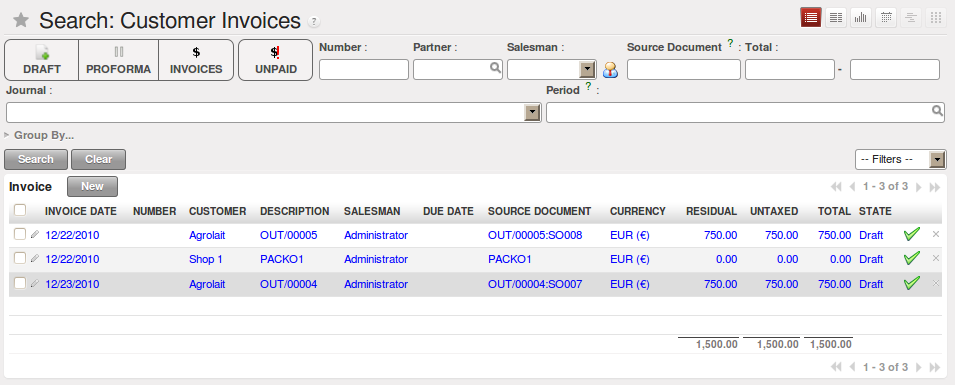 Search: Customer Invoices ?
DRAFT PROFORMA $ INVOICES $! UNPAID
Number : Partner : Salesman : Source Document ? : Total : -
Journal : Period ? :
Group By...
Search Clear -- Filters --
Invoice New 1 - 3 of 3
INVOICE DATE NUMBER CUSTOMER DESCRIPTION SALESMAN DUE DATE SOURCE DOCUMENT CURRENCY RESIDUAL UNTAXED TOTAL STATE
12/22/2010 Agrolait OUT/00005 Administrator OUT/00005:SO008 EUR (€) 750.00 750.00 750.00 Draft
12/22/2010 Shop 1 PACKO1 Administrator PACKO1 EUR (€) 0.00 0.00 0.00 Draft
12/23/2010 Agrolait OUT/00004 Administrator OUT/00004:SO007 EUR (€) 750.00 750.00 750.00 Draft
1,500.00 1,500.00 1,500.00
1 - 3 of 3